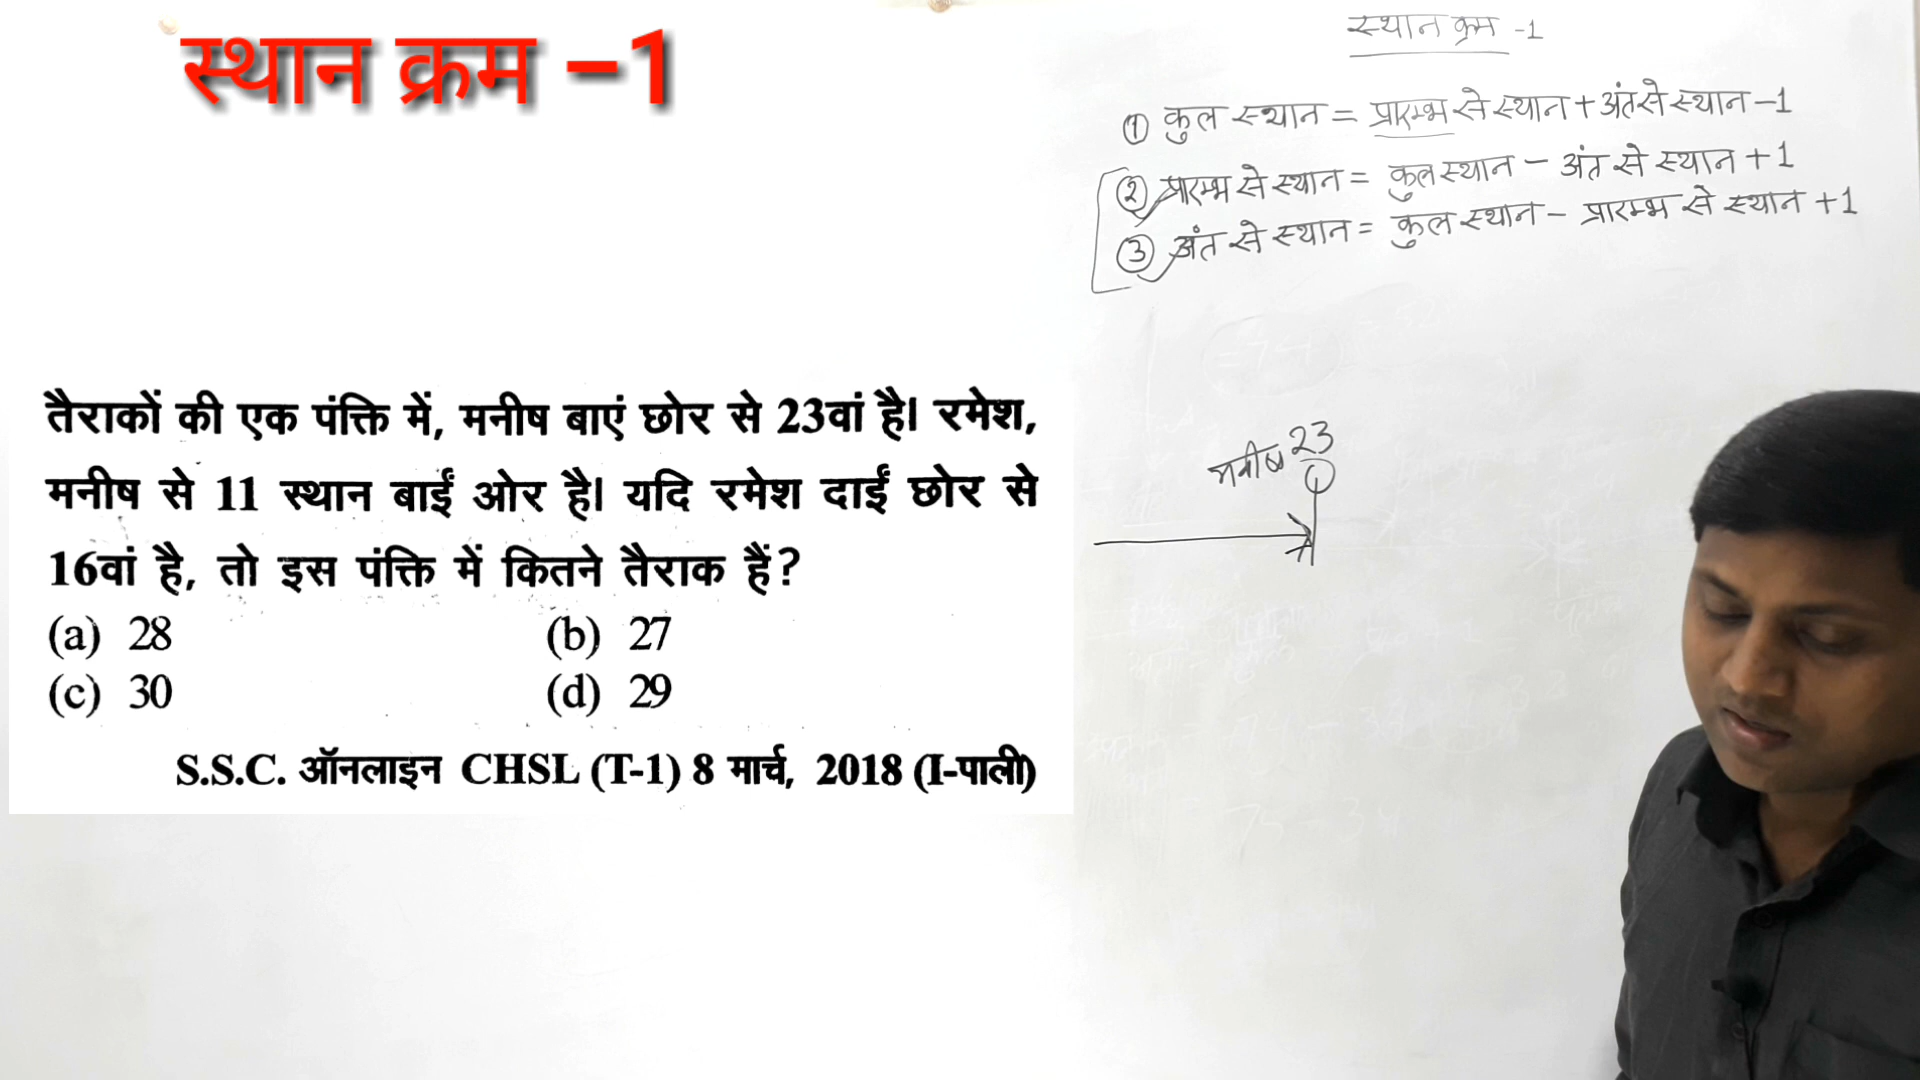 स्थान क्रम -1
स्थान क्रम -1
① कुल स्थान = प्रारम्भ से स्थान + अंत से स्थान - 1
② प्रारम्भ से स्थान = कुल स्थान - अंत से स्थान + 1
③ अंत से स्थान = कुल स्थान - प्रारम्भ से स्थान + 1
तैराकों की एक पंक्ति में, मनीष बाएं छोर से 23वां है। रमेश,
मनीष से 11 स्थान बाईं ओर है। यदि रमेश दाईं छोर से
16वां है, तो इस पंक्ति में कितने तैराक हैं?
(a) 28 (b) 27
(c) 30 (d) 29
S.S.C. ऑनलाइन CHSL (T-1) 8 मार्च, 2018 (I-पाली)
मनीष 23